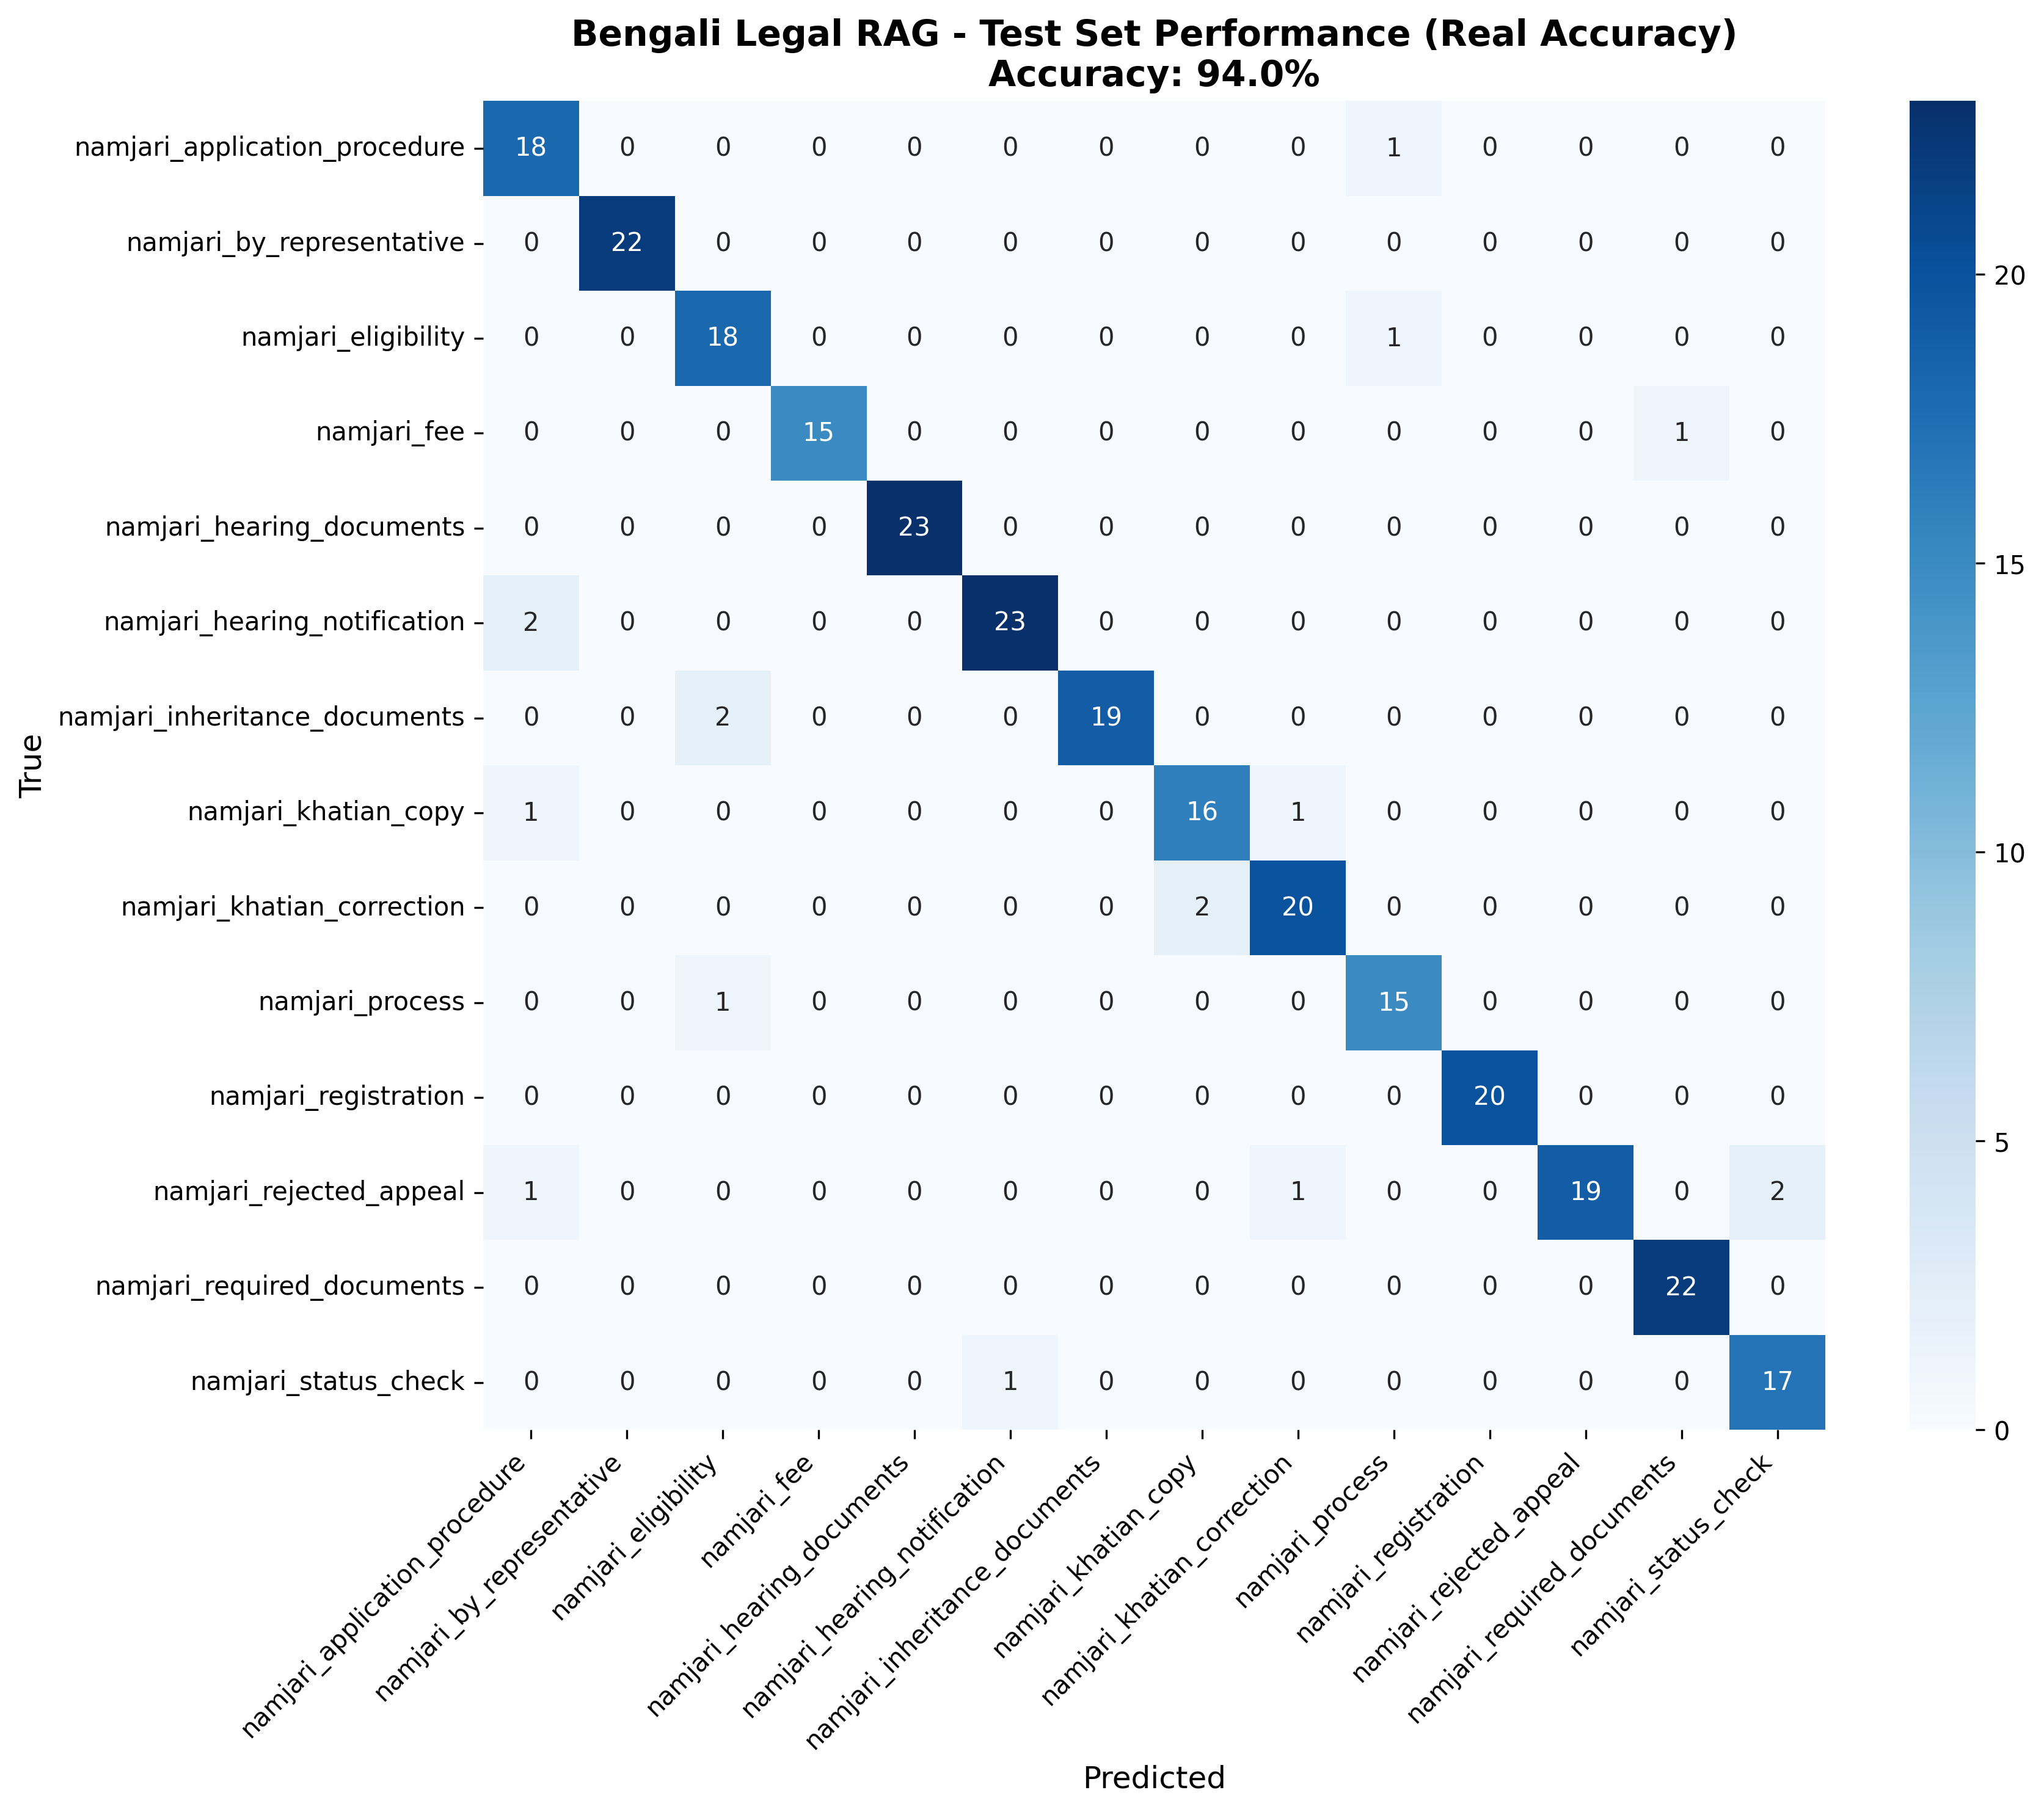 Bengali Legal RAG - Test Set Performance (Real Accuracy)
Accuracy: 94.0%
True
namjari_application_procedure 18 0 0 0 0 0 0 0 0 1 0 0 0 0
namjari_by_representative 0 22 0 0 0 0 0 0 0 0 0 0 0 0
namjari_eligibility 0 0 18 0 0 0 0 0 0 1 0 0 0 0
namjari_fee 0 0 0 15 0 0 0 0 0 0 0 0 1 0
namjari_hearing_documents 0 0 0 0 23 0 0 0 0 0 0 0 0 0
namjari_hearing_notification 2 0 0 0 0 23 0 0 0 0 0 0 0 0
namjari_inheritance_documents 0 0 2 0 0 0 19 0 0 0 0 0 0 0
namjari_khatian_copy 1 0 0 0 0 0 0 16 1 0 0 0 0 0
namjari_khatian_correction 0 0 0 0 0 0 0 2 20 0 0 0 0 0
namjari_process 0 0 1 0 0 0 0 0 0 15 0 0 0 0
namjari_registration 0 0 0 0 0 0 0 0 0 0 20 0 0 0
namjari_rejected_appeal 1 0 0 0 0 0 0 0 1 0 0 19 0 2
namjari_required_documents 0 0 0 0 0 0 0 0 0 0 0 0 22 0
namjari_status_check 0 0 0 0 0 1 0 0 0 0 0 0 0 17
namjari_application_procedure
namjari_by_representative
namjari_eligibility
namjari_fee
namjari_hearing_documents
namjari_hearing_notification
namjari_inheritance_documents
namjari_khatian_copy
namjari_khatian_correction
namjari_process
namjari_registration
namjari_rejected_appeal
namjari_required_documents
namjari_status_check
Predicted
20
15
10
5
0